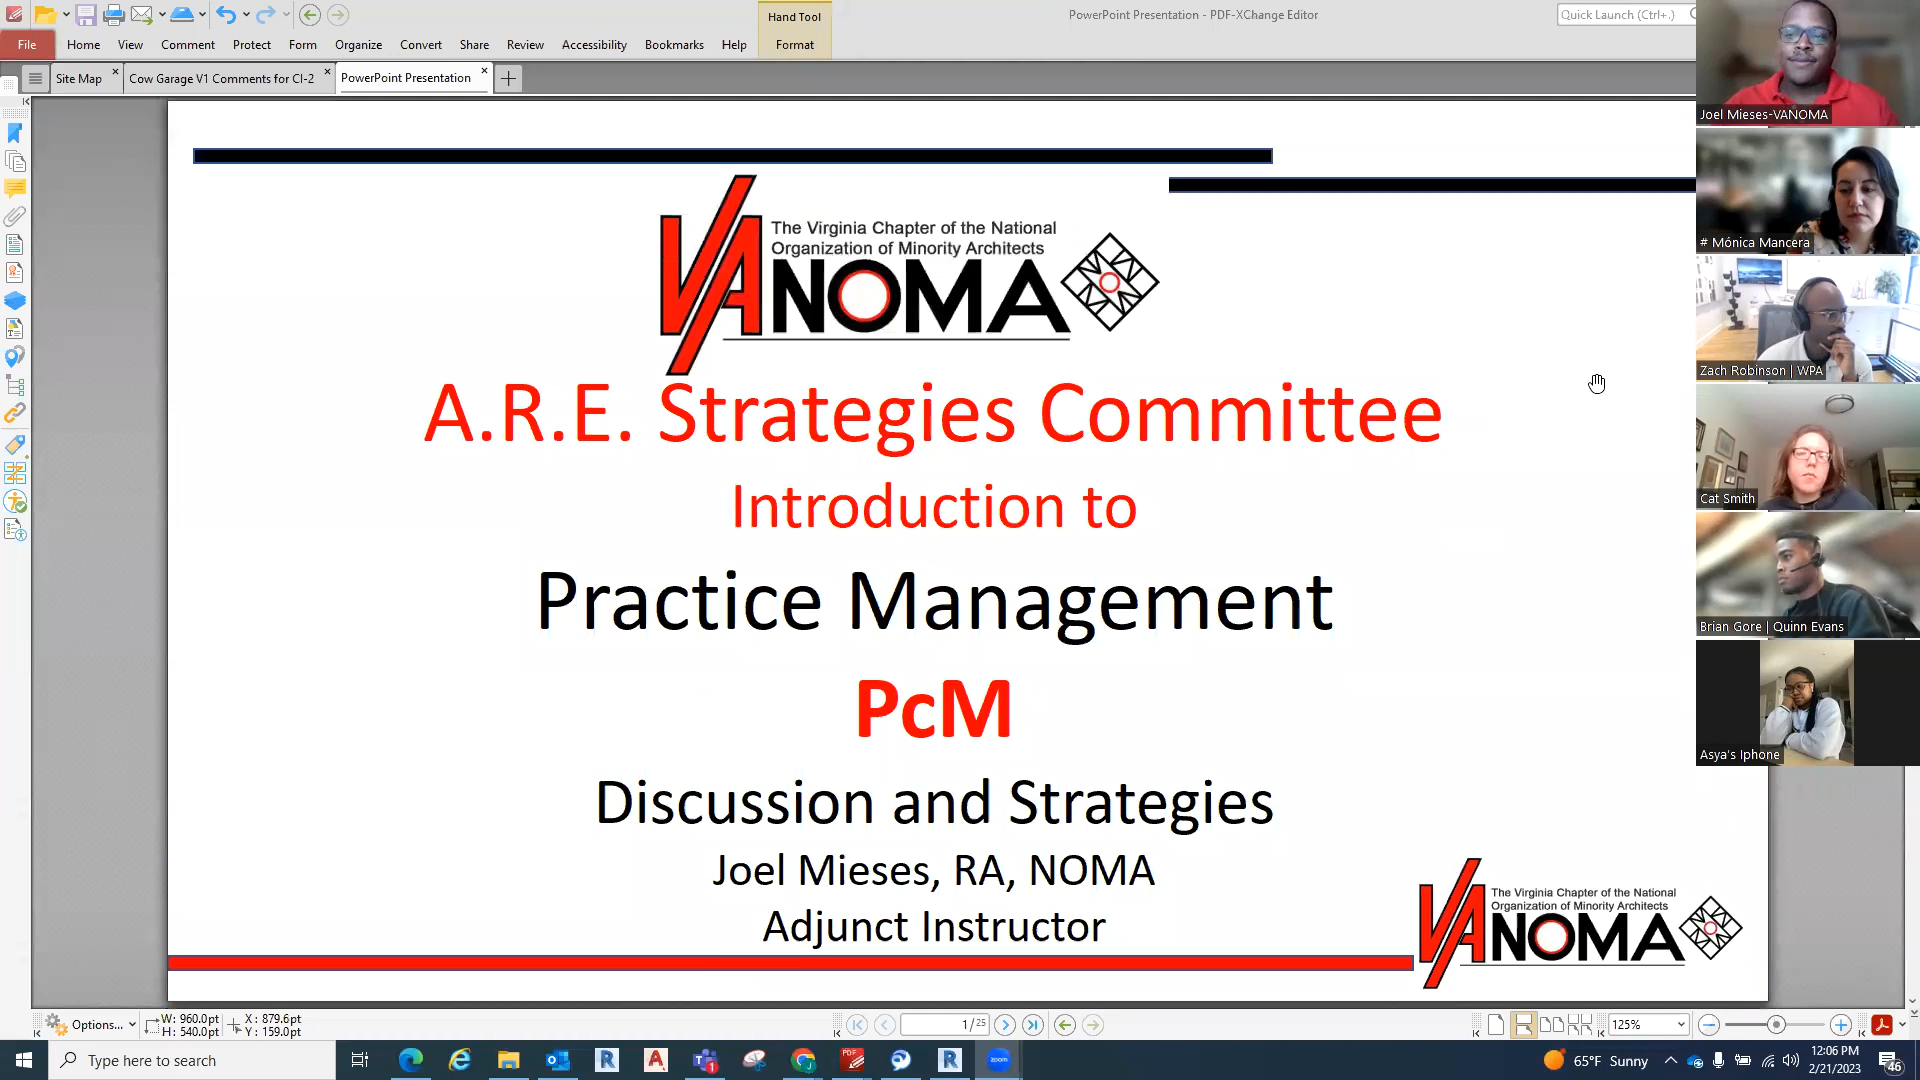 Hand Tool
PowerPoint Presentation - PDF-XChange Editor
Quick Launch (Ctrl+.)
File Home View Comment Protect Form Organize Convert Share Review Accessibility Bookmarks Help Format
Site Map
Cow Garage V1 Comments for CI-2
PowerPoint Presentation
The Virginia Chapter of the National
Organization of Minority Architects
VANOMA
A.R.E. Strategies Committee
Introduction to
Practice Management
PcM
Discussion and Strategies
Joel Mieses, RA, NOMA
Adjunct Instructor
The Virginia Chapter of the National
Organization of Minority Architects
VANOMA
Joel Mieses-VANOMA
# Mónica Mancera
Zach Robinson | WPA
Cat Smith
Brian Gore | Quinn Evans
Asya's Iphone
Options...
W: 960.0pt
H: 540.0pt
X: 879.6pt
Y: 159.0pt
1/25
125%
Type here to search
65°F Sunny
12:06 PM
2/21/2023
46